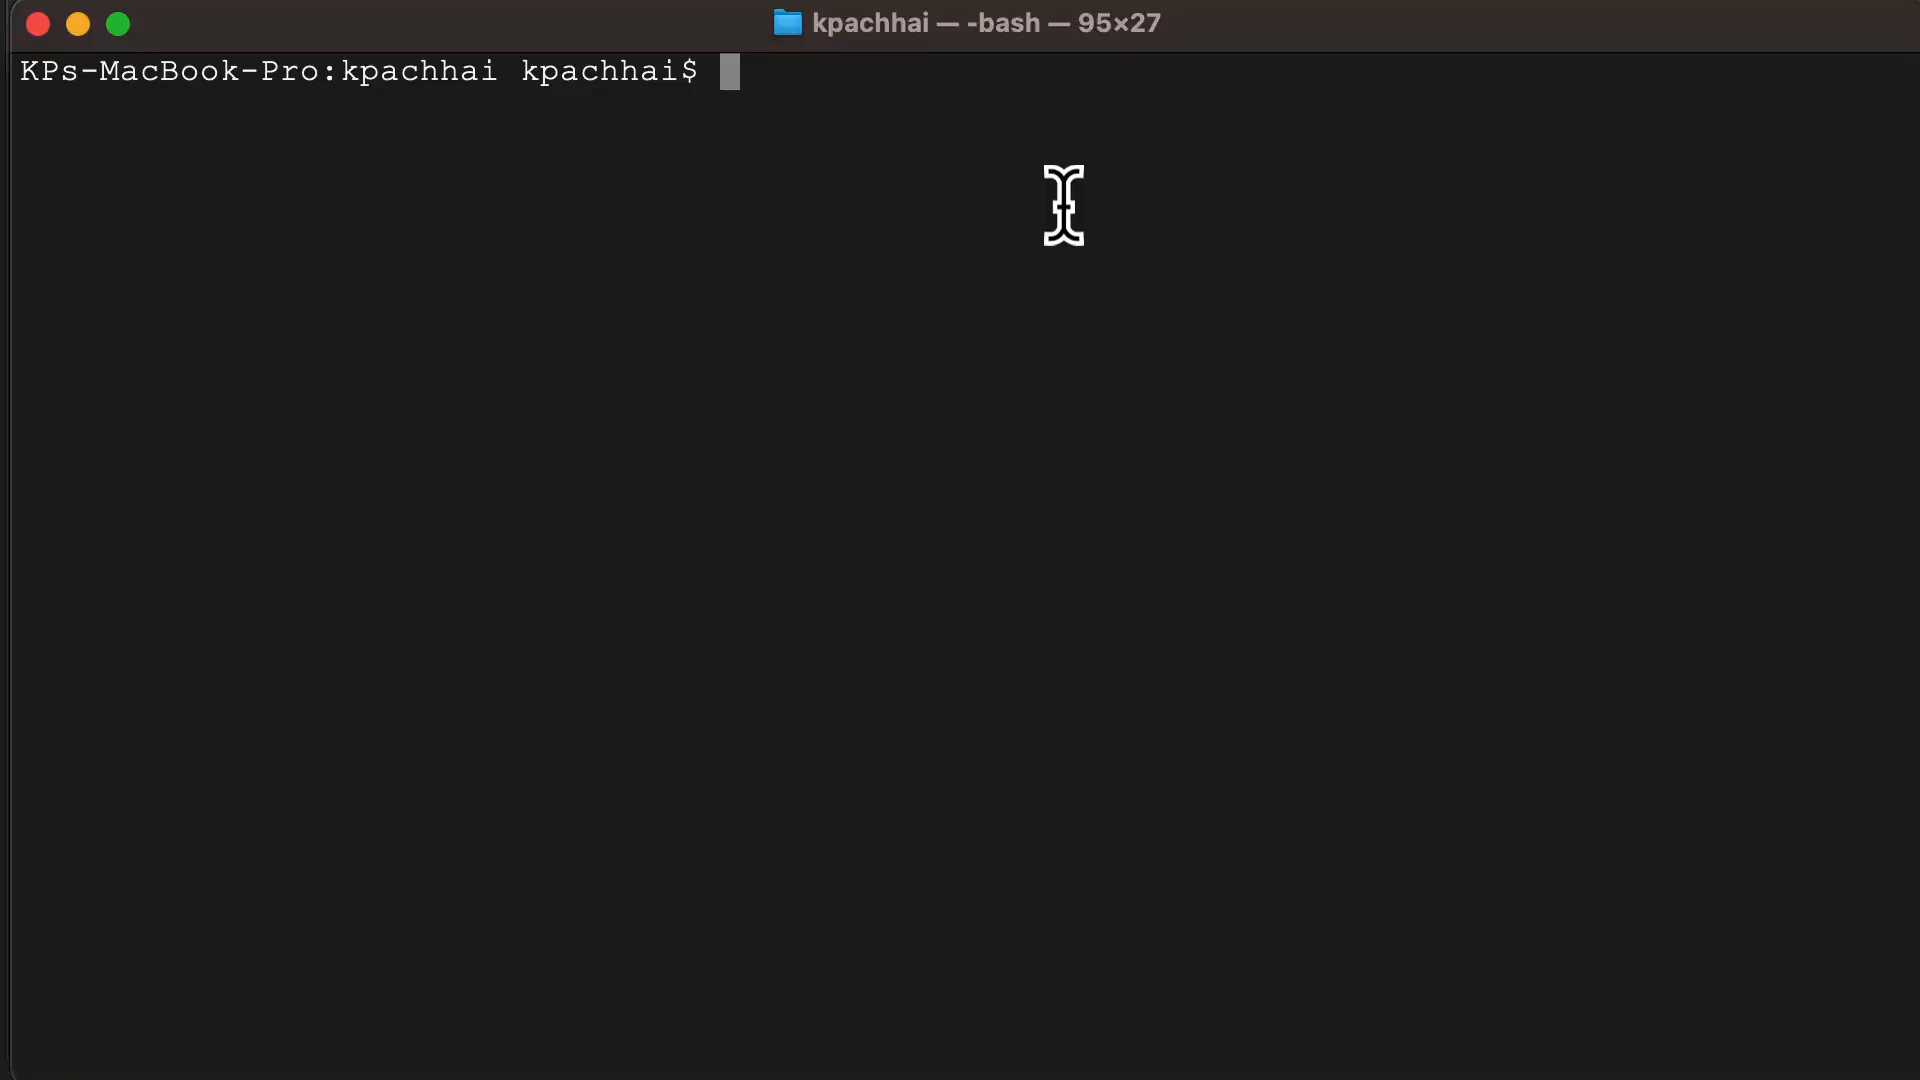 kpachhai — -bash — 95×27
KPs-MacBook-Pro:kpachhai kpachhai$